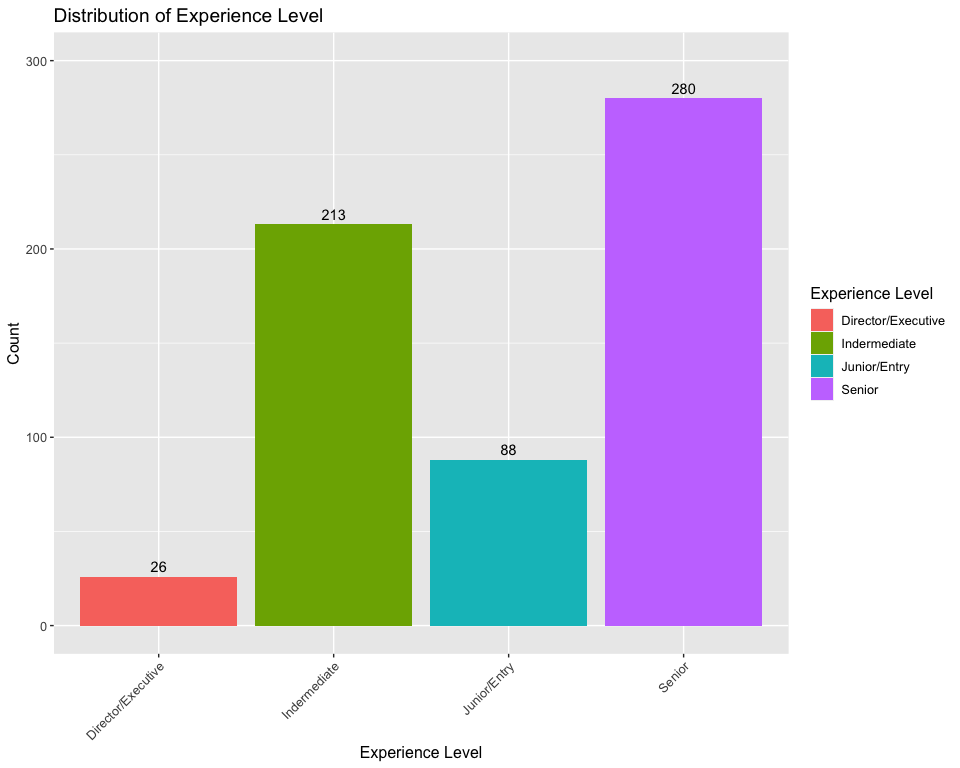 Distribution of Experience Level
300
200
100
0
Count
280
213
88
26
Director/Executive
Indermediate
Junior/Entry
Senior
Experience Level
Experience Level
Director/Executive
Indermediate
Junior/Entry
Senior